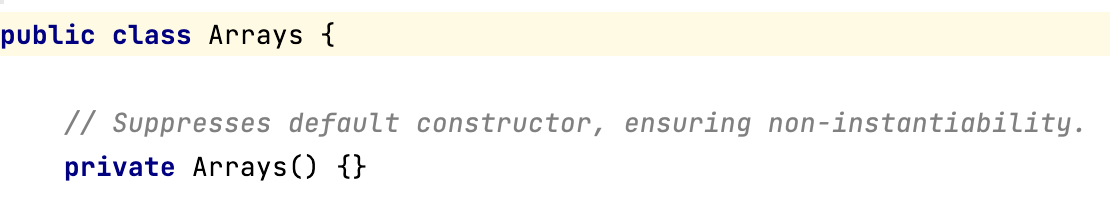 public class Arrays {
// Suppresses default constructor, ensuring non-instantiability.
private Arrays() {}